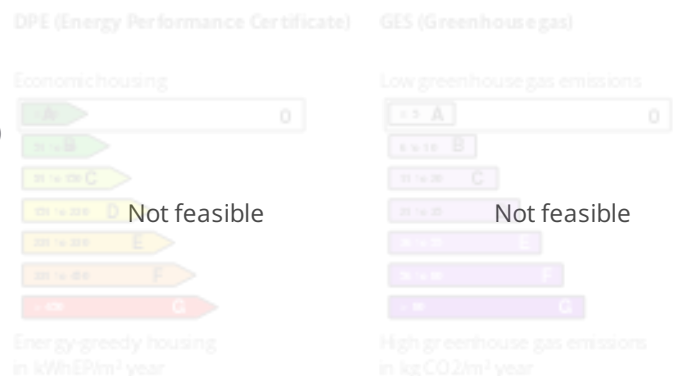 DPE (Energy Performance Certificate)
Economic housing
A
0
B
C
D
Not feasible
E
F
G
Energy-greedy housing
in kWhEP/m² year
GES (Greenhouse gas)
Low greenhouse gas emissions
A
0
B
C
Not feasible
E
F
G
High greenhouse gas emissions
in kg CO2/m² year